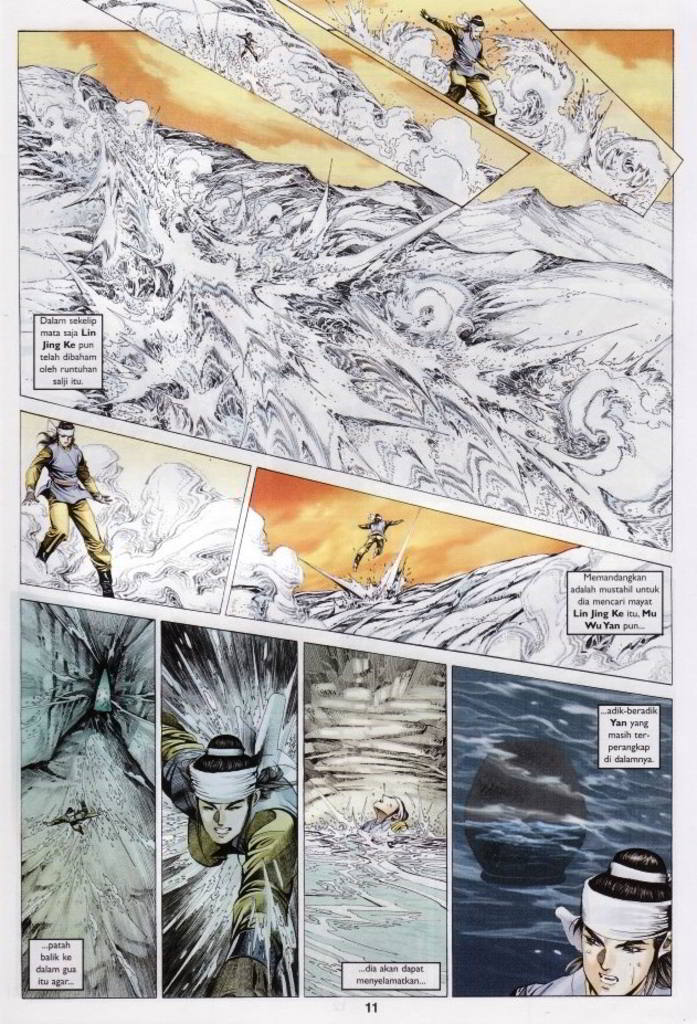 Dalam sekelip
mata saja Lin
Jing Ke pun
telah dibaham
oleh runtuhan
salji itu.
Memandangkan
adalah mustahil untuk
dia mencari mayat
Lin Jing Ke itu, Mu
Wu Yan pun...
...patah
balik ke
dalam gua
itu agar...
...dia akan dapat
menyelamatkan...
...adik-beradik
Yan yang
masih ter-
perangkap
di dalamnya.
11